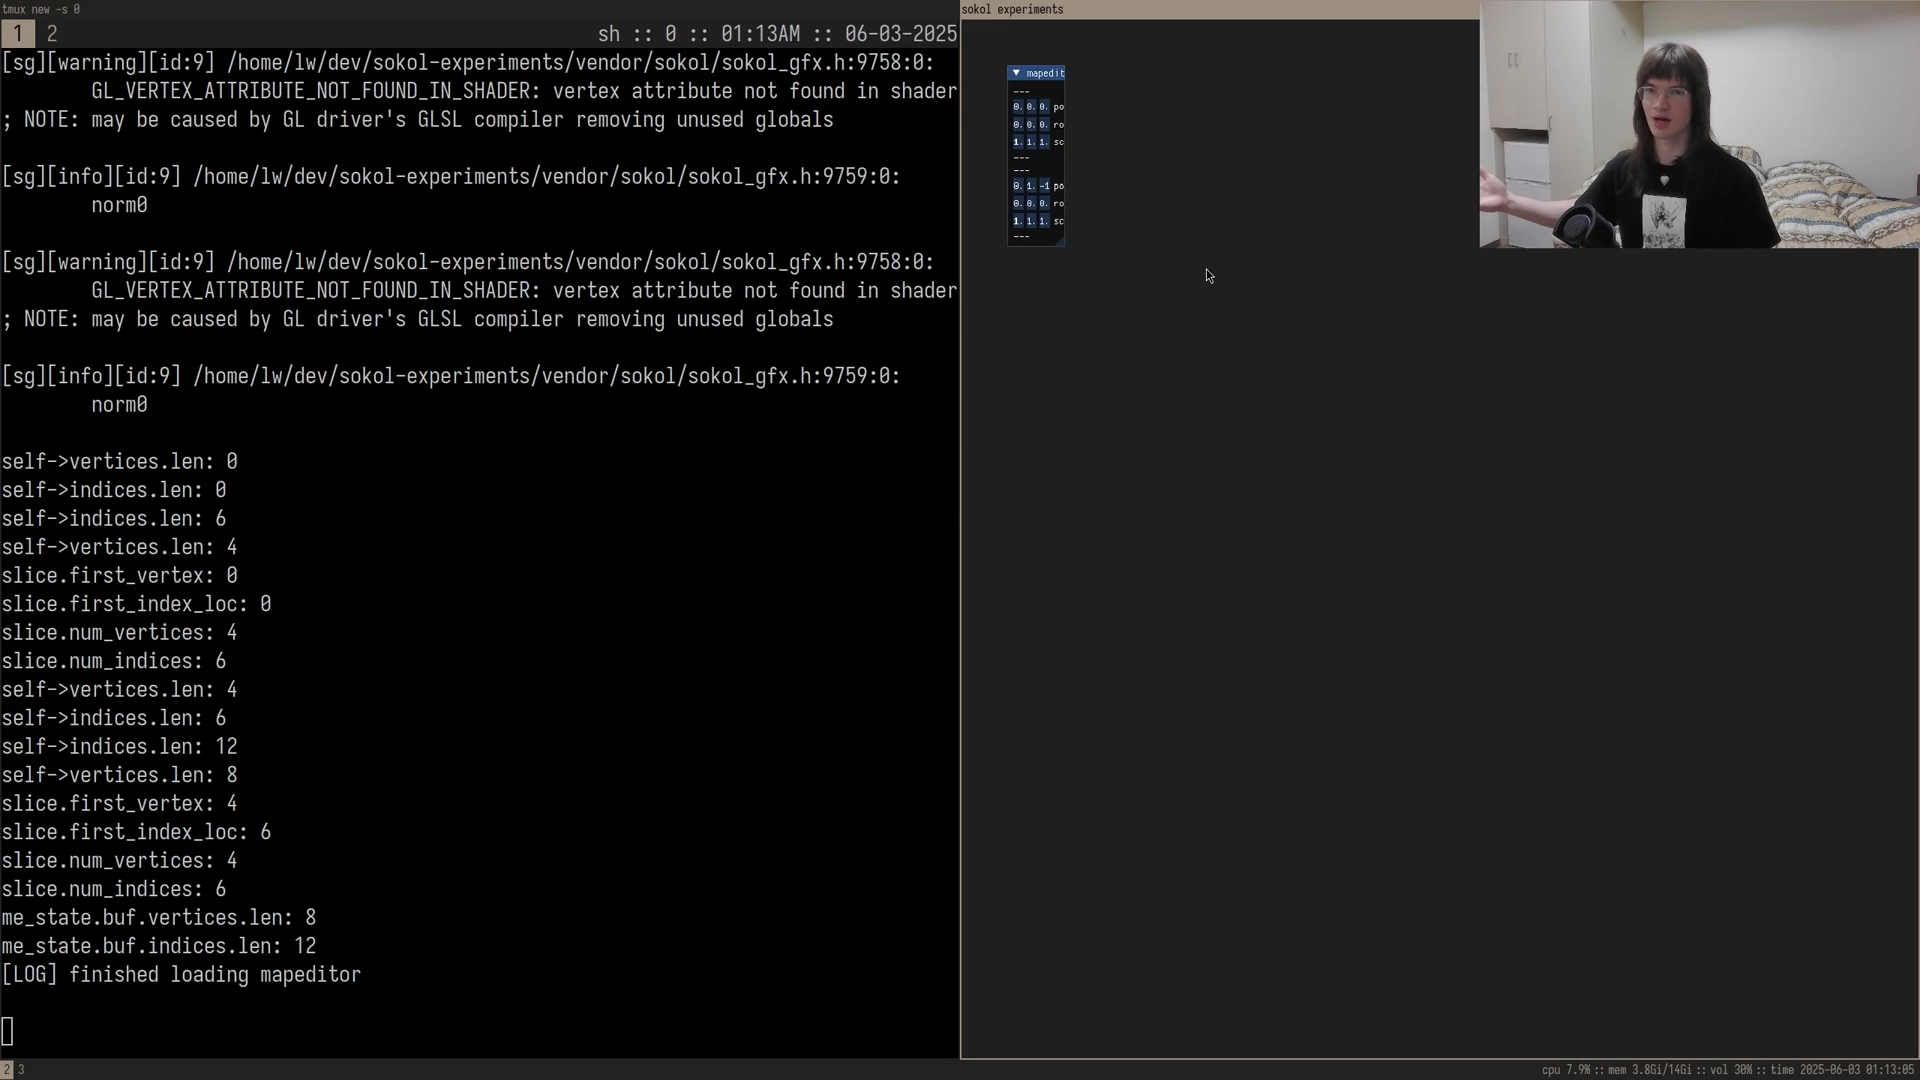 tmux new -s 0
1 2
sh :: 0 :: 01:13AM :: 06-03-2025
[sg][warning][id:9] /home/lw/dev/sokol-experiments/vendor/sokol/sokol_gfx.h:9758:0:
GL_VERTEX_ATTRIBUTE_NOT_FOUND_IN_SHADER: vertex attribute not found in shader
; NOTE: may be caused by GL driver's GLSL compiler removing unused globals
[sg][info][id:9] /home/lw/dev/sokol-experiments/vendor/sokol/sokol_gfx.h:9759:0:
norm0
[sg][warning][id:9] /home/lw/dev/sokol-experiments/vendor/sokol/sokol_gfx.h:9758:0:
GL_VERTEX_ATTRIBUTE_NOT_FOUND_IN_SHADER: vertex attribute not found in shader
; NOTE: may be caused by GL driver's GLSL compiler removing unused globals
[sg][info][id:9] /home/lw/dev/sokol-experiments/vendor/sokol/sokol_gfx.h:9759:0:
norm0
self->vertices.len: 0
self->indices.len: 0
self->indices.len: 6
self->vertices.len: 4
slice.first_vertex: 0
slice.first_index_loc: 0
slice.num_vertices: 4
slice.num_indices: 6
self->vertices.len: 4
self->indices.len: 6
self->indices.len: 12
self->vertices.len: 8
slice.first_vertex: 4
slice.first_index_loc: 6
slice.num_vertices: 4
slice.num_indices: 6
me_state.buf.vertices.len: 8
me_state.buf.indices.len: 12
[LOG] finished loading mapeditor
sokol experiments
▼ mapedit
---
0. 0. 0. po
0. 0. 0. ro
1. 1. 1. sc
---
---
0. 1. -1 po
0. 0. 0. ro
1. 1. 1. sc
---
2 3
cpu 7.9% :: mem 3.8Gi/14Gi :: vol 30% :: time 2025-06-03 01:13:05